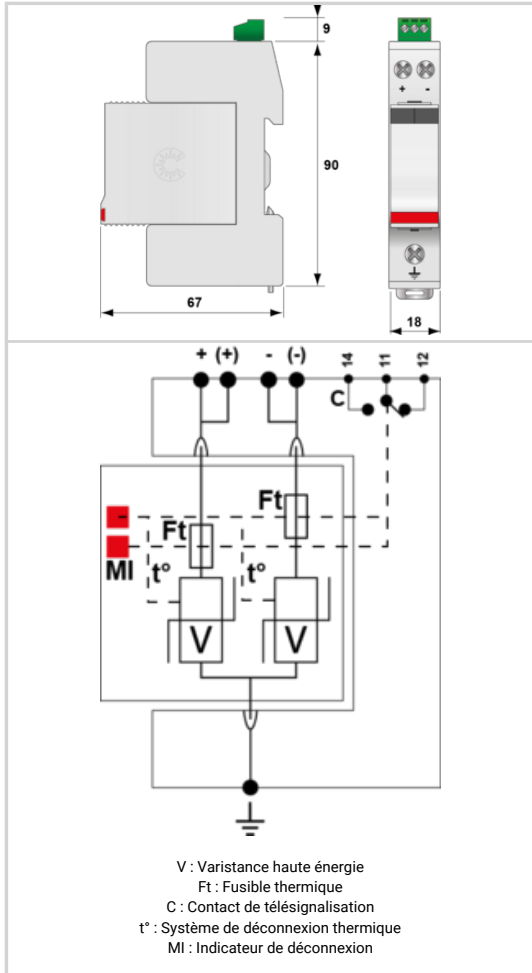 9
+ -
90
67
18
+ (+) - (-) 14 11 12
C
Ft
Ft
MI t° t°
V V
V : Varistance haute énergie
Ft : Fusible thermique
C : Contact de télésignalisation
t° : Système de déconnexion thermique
MI : Indicateur de déconnexion